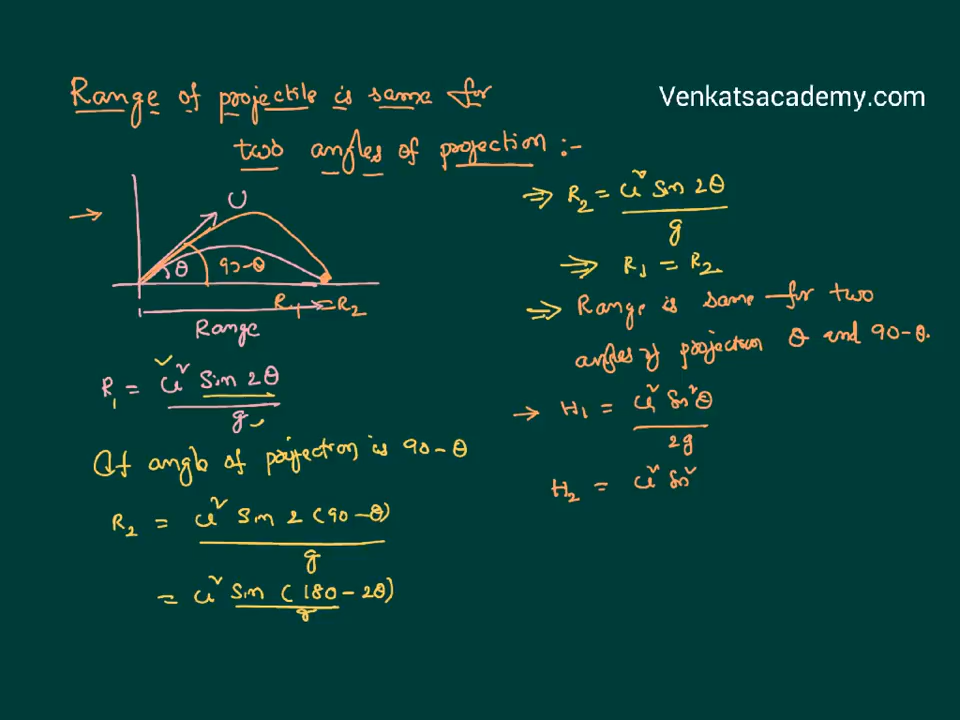 Range of projectile is same for
two angles of projection :-
Venkatsacademy.com
→ U
θ 90-θ
R1 = R2
Range
R1 = u² Sin 2θ / g
If angle of projection is 90-θ
R2 = u² Sin 2(90-θ) / g
= u² Sin (180-2θ) / g
⇒ R2 = u² Sin 2θ / g
⇒ R1 = R2.
⇒ Range is same for two
angles of projection θ and 90-θ.
→ H1 = u² Sin²θ / 2g
H2 = u² Sin²